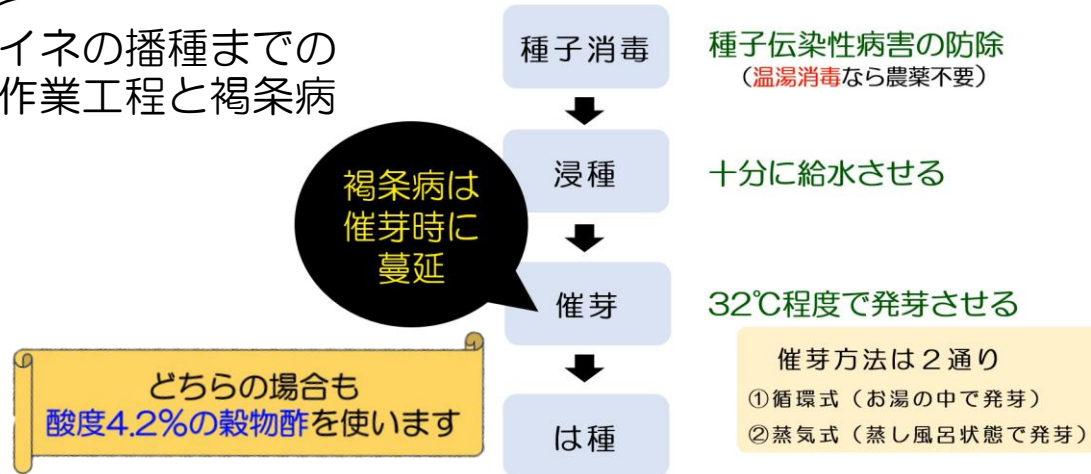 イネの播種までの
作業工程と褐条病
種子消毒
種子伝染性病害の防除
（温湯消毒なら農薬不要）
浸種
十分に給水させる
褐条病は
催芽時に
蔓延
催芽
32℃程度で発芽させる
催芽方法は２通り
①循環式（お湯の中で発芽）
②蒸気式（蒸し風呂状態で発芽）
どちらの場合も
酸度4.2%の穀物酢を使います
は種